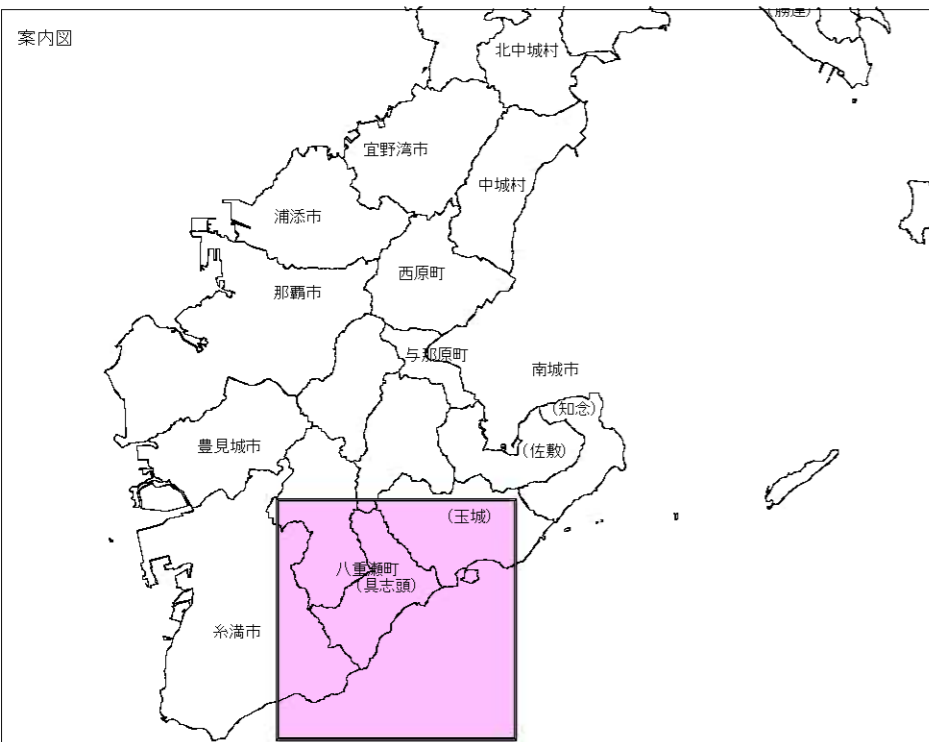 案内図
(勝連)
北中城村
宜野湾市
中城村
浦添市
西原町
那覇市
与那原町
南城市
(知念)
豊見城市
(佐敷)
(玉城)
八重瀬町
(具志頭)
糸満市